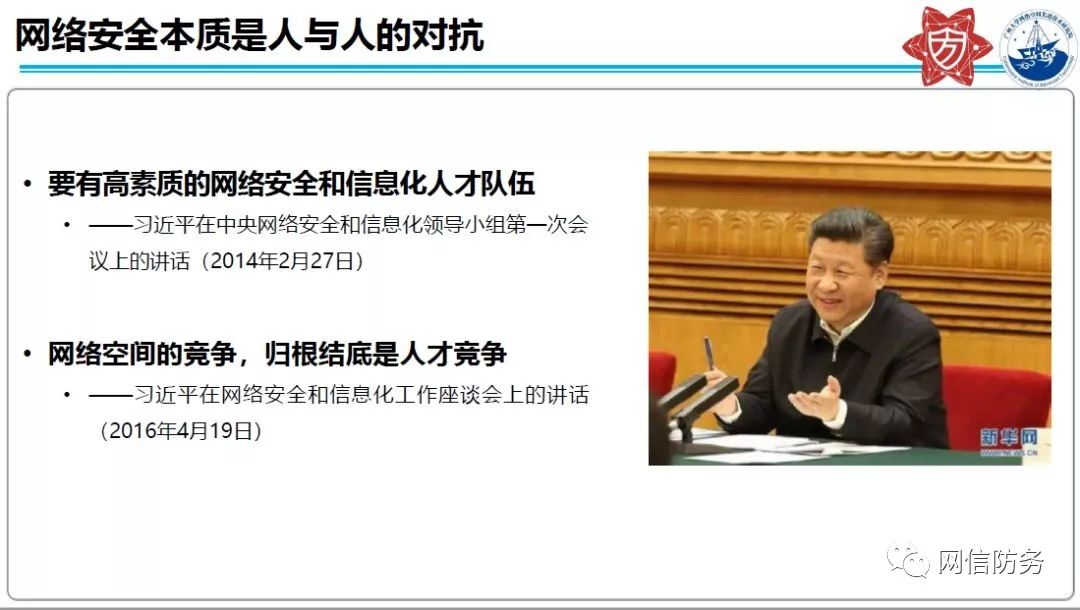 网络安全本质是人与人的对抗
• 要有高素质的网络安全和信息化人才队伍
• ——习近平在中央网络安全和信息化领导小组第一次会
议上的讲话（2014年2月27日）
• 网络空间的竞争，归根结底是人才竞争
• ——习近平在网络安全和信息化工作座谈会上的讲话
（2016年4月19日）
新华网
网信防务